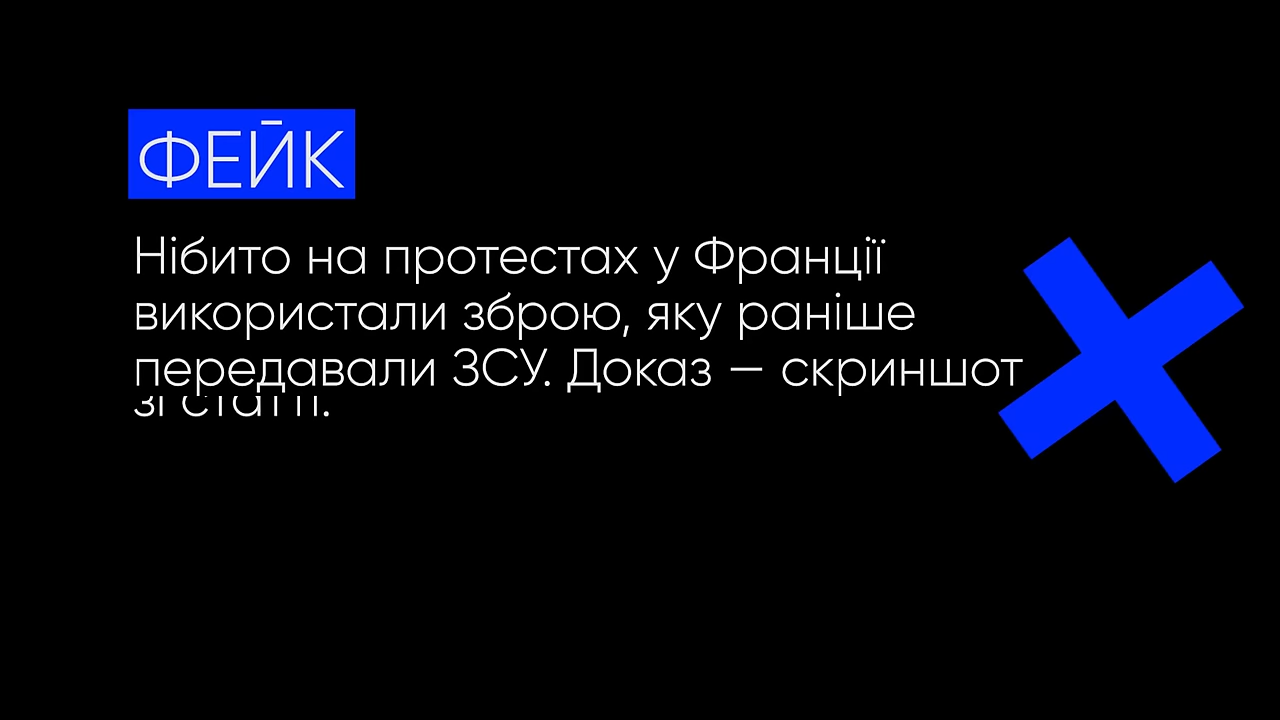 ФЕЙК
Нібито на протестах у Франції
використали зброю, яку раніше
передавали ЗСУ. Доказ — скриншот
зі статті.